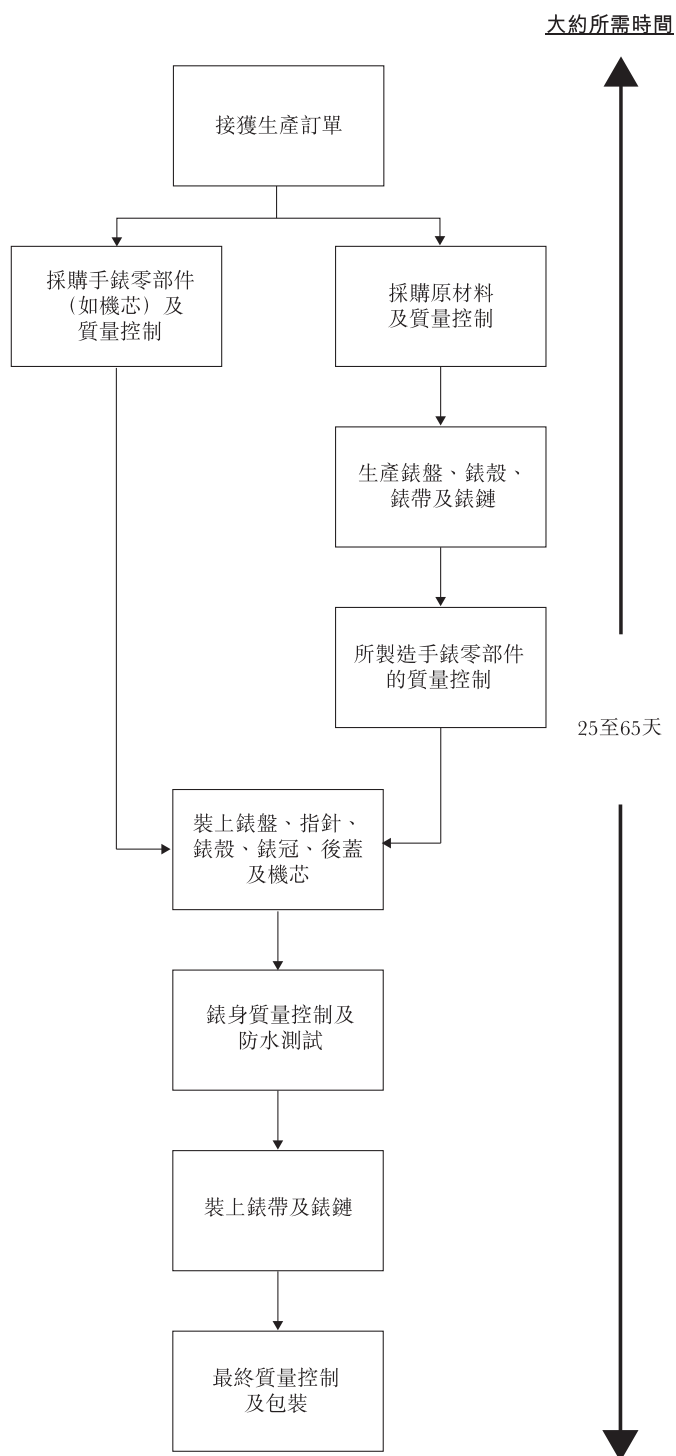 大約所需時間
接獲生產訂單
採購手錶零部件
（如機芯）及
質量控制
採購原材料
及質量控制
生產錶盤、錶殼、
錶帶及錶鏈
所製造手錶零部件
的質量控制
25至65天
裝上錶盤、指針、
錶殼、錶冠、後蓋
及機芯
錶身質量控制及
防水測試
裝上錶帶及錶鏈
最終質量控制
及包裝